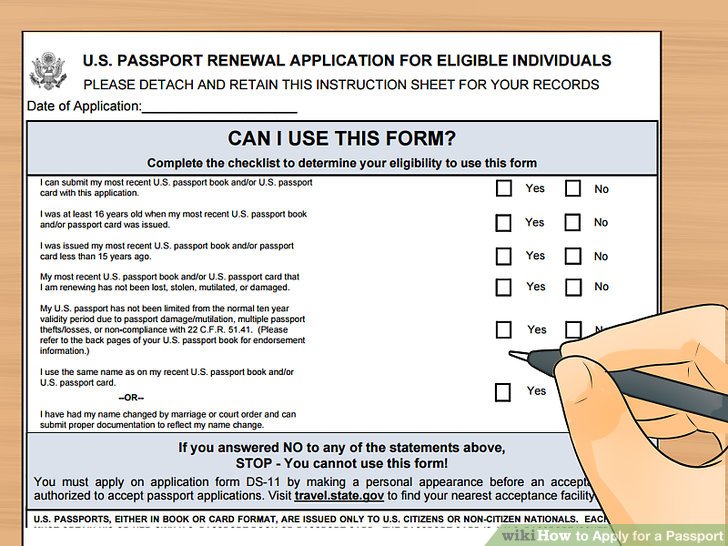 U.S. PASSPORT RENEWAL APPLICATION FOR ELIGIBLE INDIVIDUALS
PLEASE DETACH AND RETAIN THIS INSTRUCTION SHEET FOR YOUR RECORDS
Date of Application:
CAN I USE THIS FORM?
Complete the checklist to determine your eligibility to use this form
I can submit my most recent U.S. passport book and/or U.S. passport
card with this application.
Yes No
I was at least 16 years old when my most recent U.S. passport book
and/or passport card was issued.
Yes No
I was issued my most recent U.S. passport book and/or passport
card less than 15 years ago.
Yes No
My most recent U.S. passport book and/or U.S. passport card that
I am renewing has not been lost, stolen, mutilated, or damaged.
Yes No
My U.S. passport has not been limited from the normal ten year
validity period due to passport damage/mutilation, multiple passport
thefts/losses, or non-compliance with 22 C.F.R. 51.41. (Please
refer to the back pages of your U.S. passport book for endorsement
information.)
Yes No
I use the same name as on my recent U.S. passport book and/or
U.S. passport card.
--OR--
I have had my name changed by marriage or court order and can
submit proper documentation to reflect my name change.
Yes
If you answered NO to any of the statements above,
STOP - You cannot use this form!
You must apply on application form DS-11 by making a personal appearance before an
authorized to accept passport applications. Visit travel.state.gov to find your nearest acceptance facility
U.S. PASSPORTS, EITHER IN BOOK OR CARD FORMAT, ARE ISSUED ONLY TO U.S. CITIZENS OR NON-CITIZEN NATIONALS.
wikiHow to Apply for a Passport